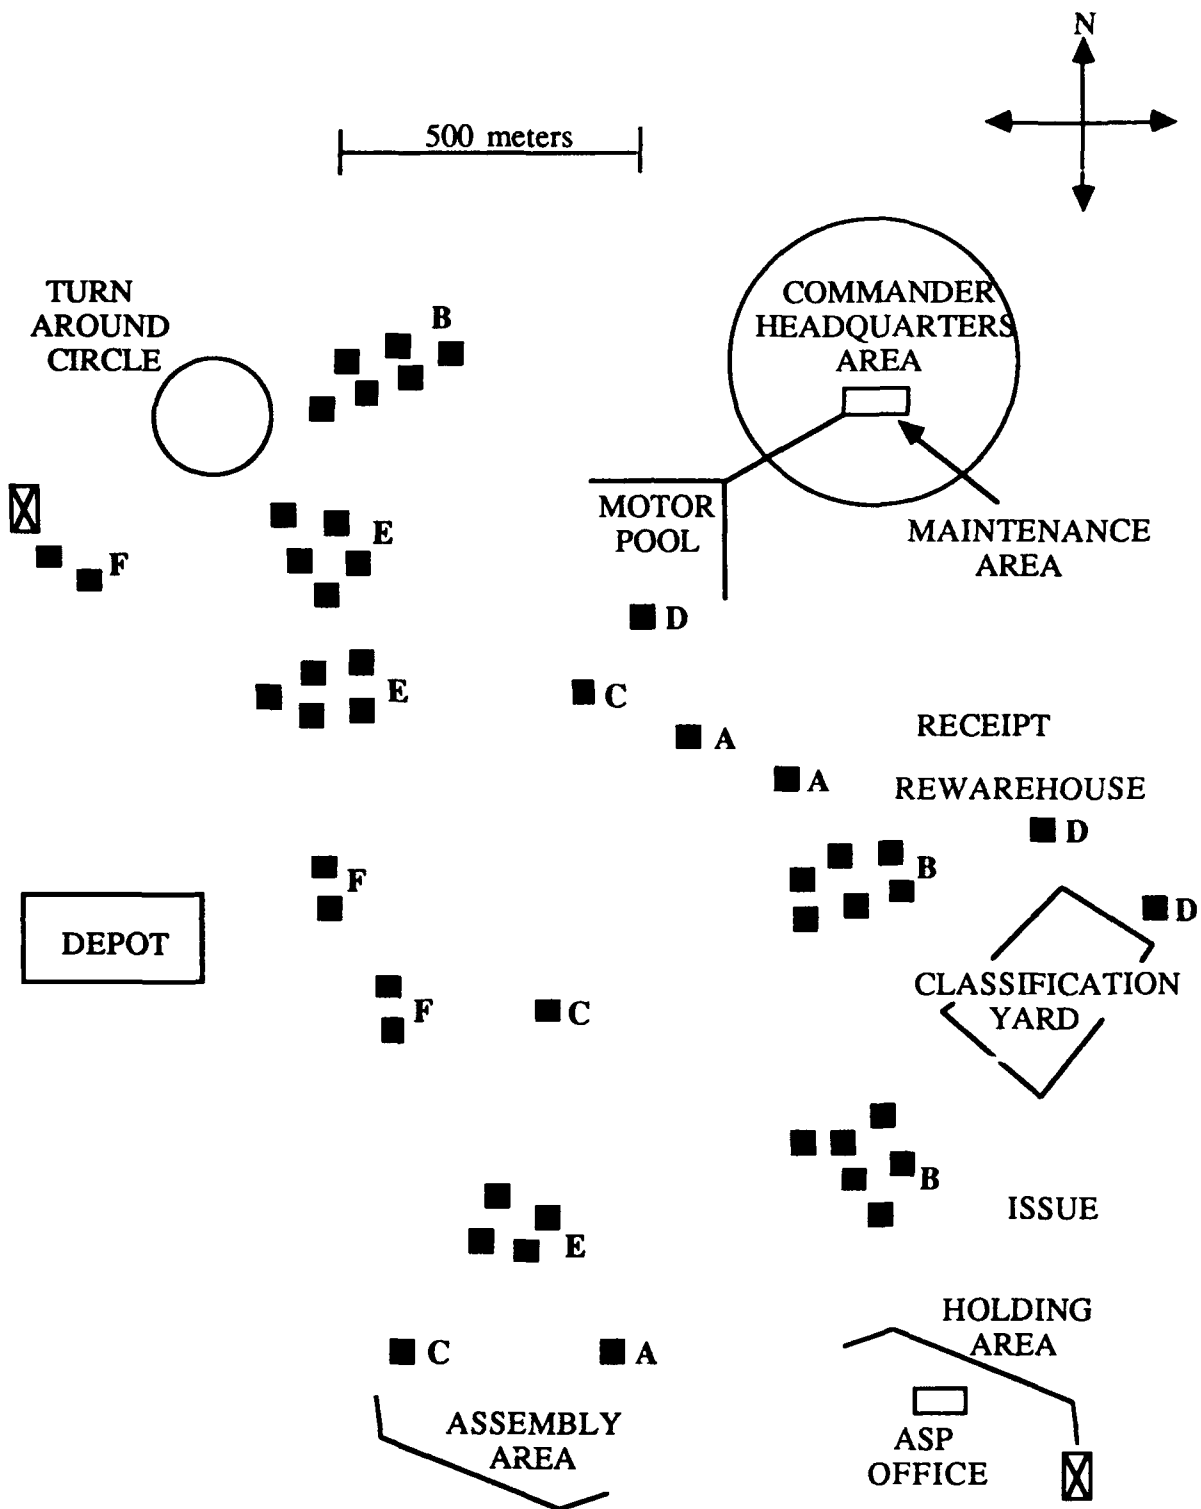 N
500 meters
TURN
AROUND
CIRCLE
B
COMMANDER
HEADQUARTERS
AREA
E
MOTOR
POOL
MAINTENANCE
AREA
F
D
C
E
A
RECEIPT
A
REWAREHOUSE
D
B
F
D
DEPOT
CLASSIFICATION
YARD
F
C
B
ISSUE
E
HOLDING
AREA
C
A
ASSEMBLY
AREA
ASP
OFFICE